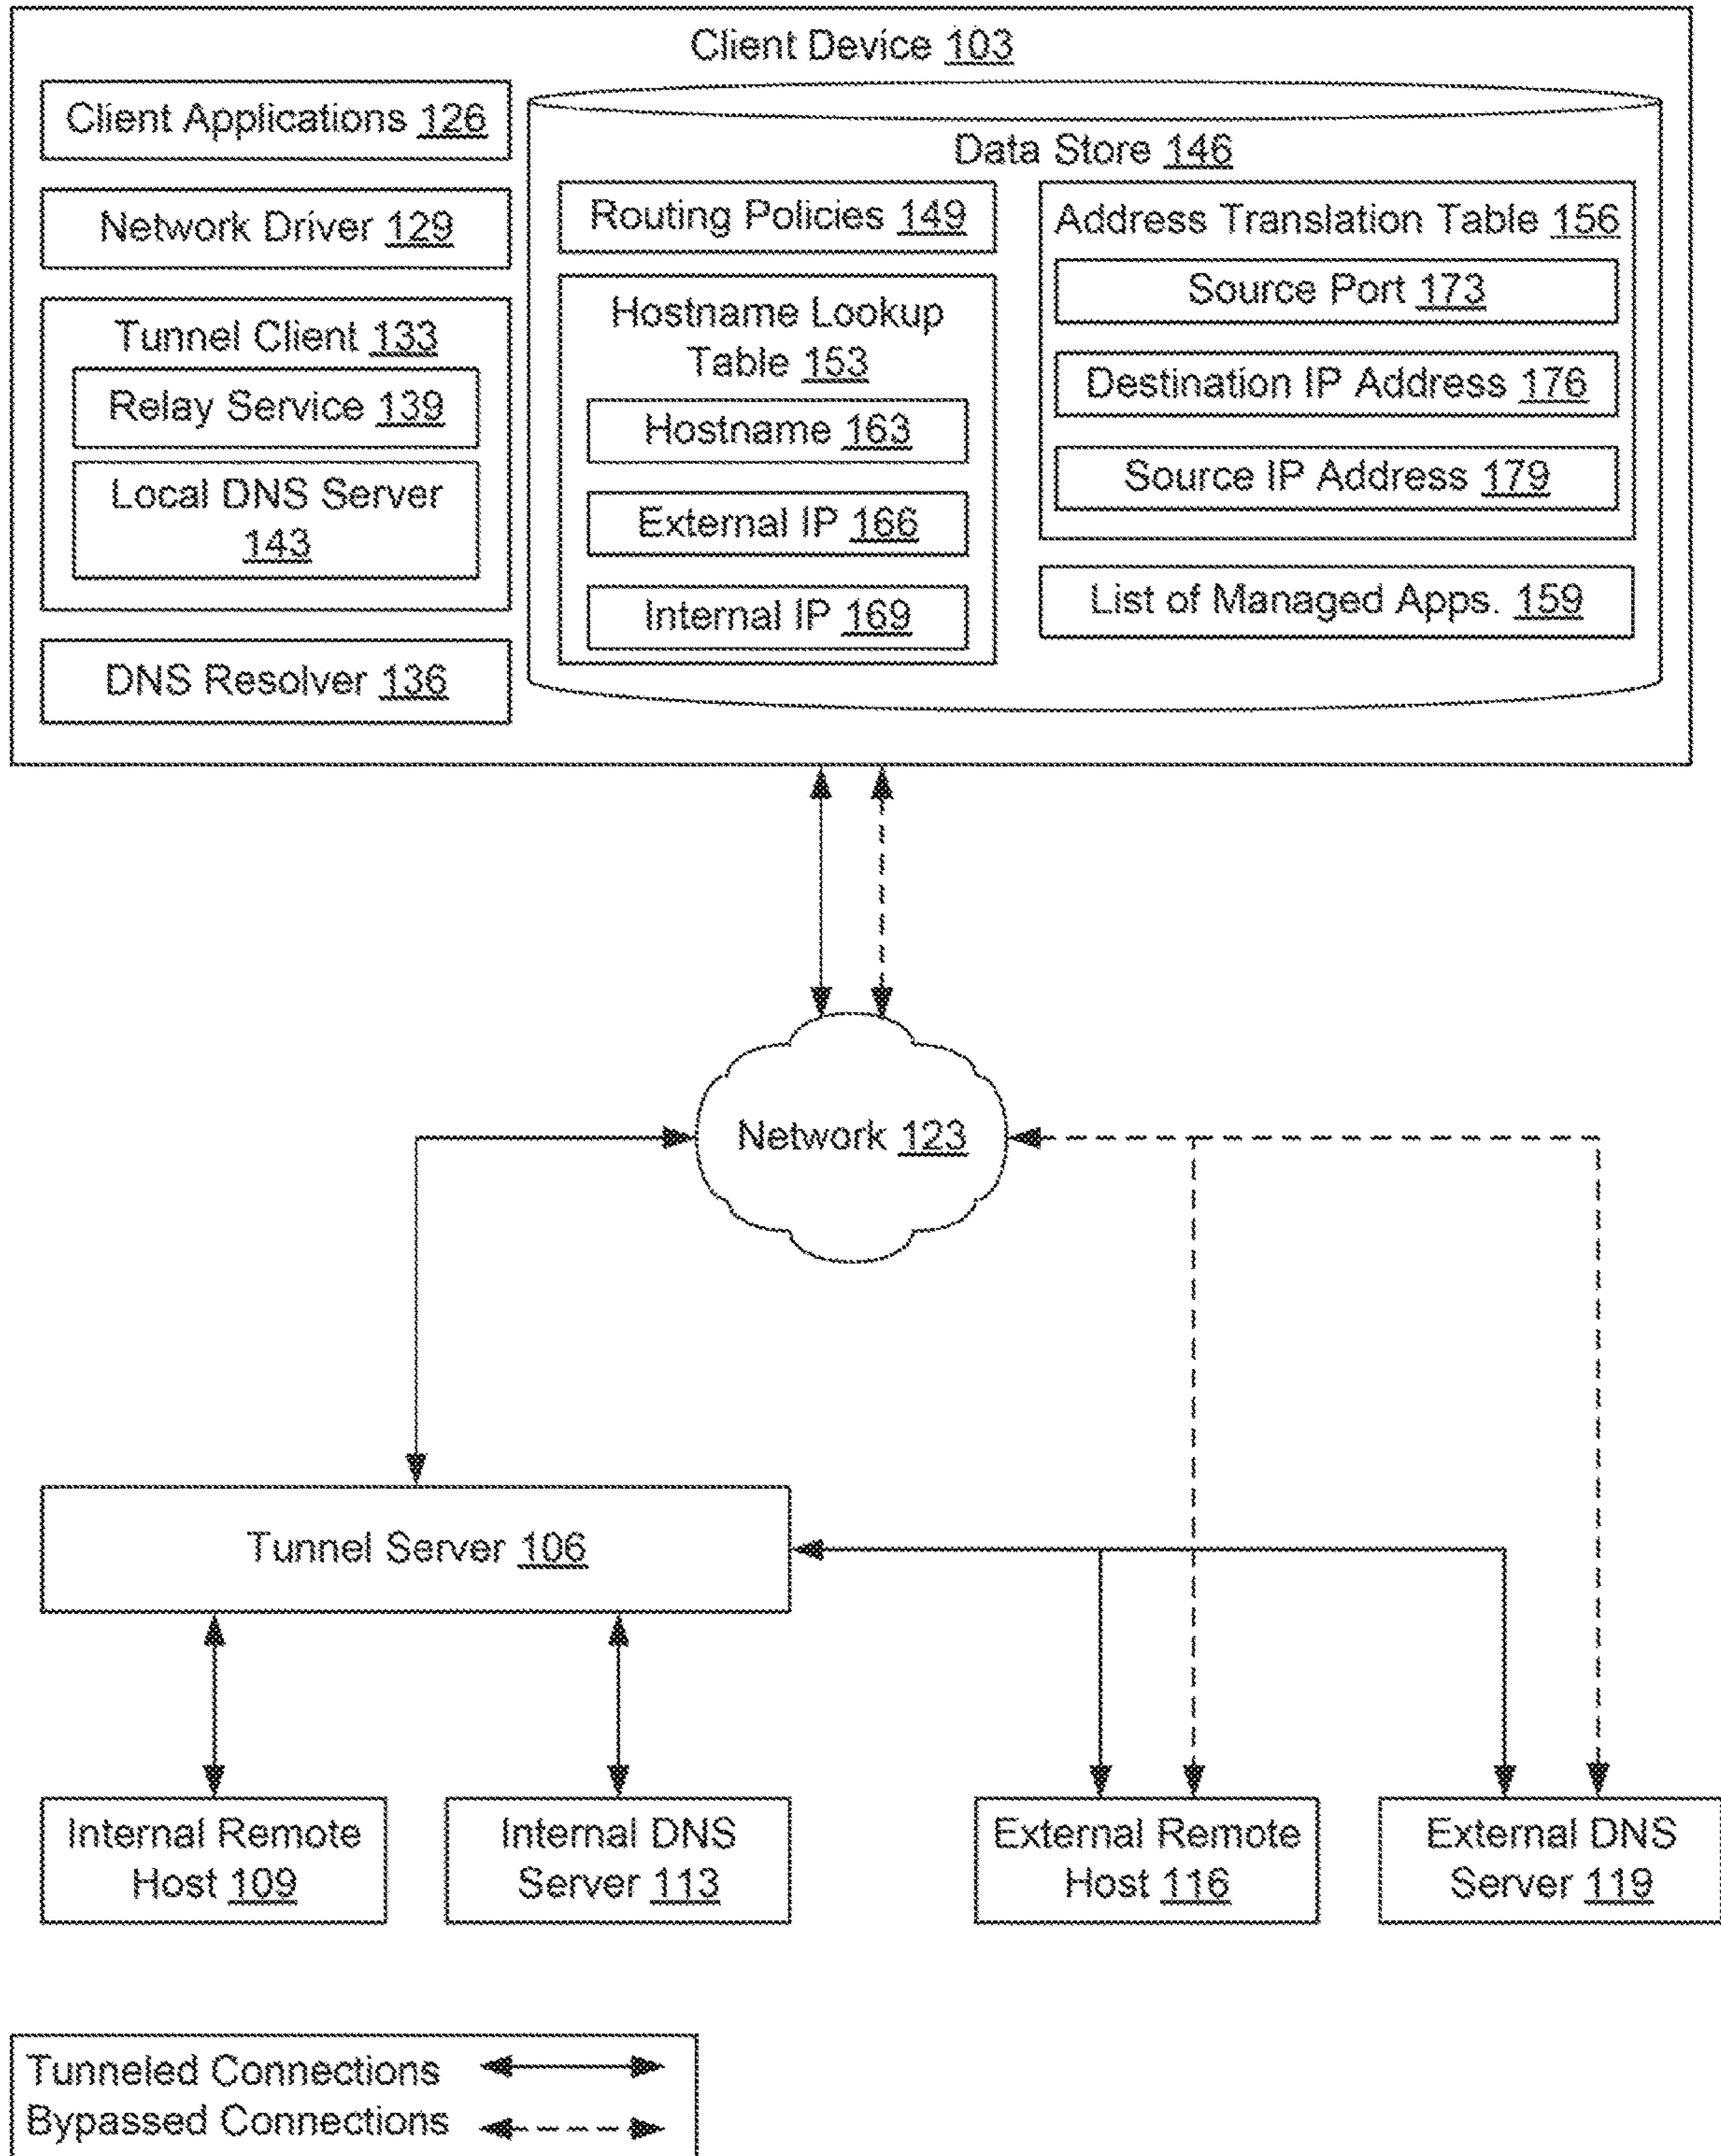 Client Device 103
Client Applications 126
Network Driver 129
Tunnel Client 133
Relay Service 139
Local DNS Server
143
DNS Resolver 136
Data Store 146
Routing Policies 149
Hostname Lookup
Table 153
Hostname 163
External IP 166
Internal IP 169
Address Translation Table 156
Source Port 173
Destination IP Address 176
Source IP Address 179
List of Managed Apps. 159
Network 123
Tunnel Server 106
Internal Remote
Host 109
Internal DNS
Server 113
External Remote
Host 116
External DNS
Server 119
Tunneled Connections
Bypassed Connections